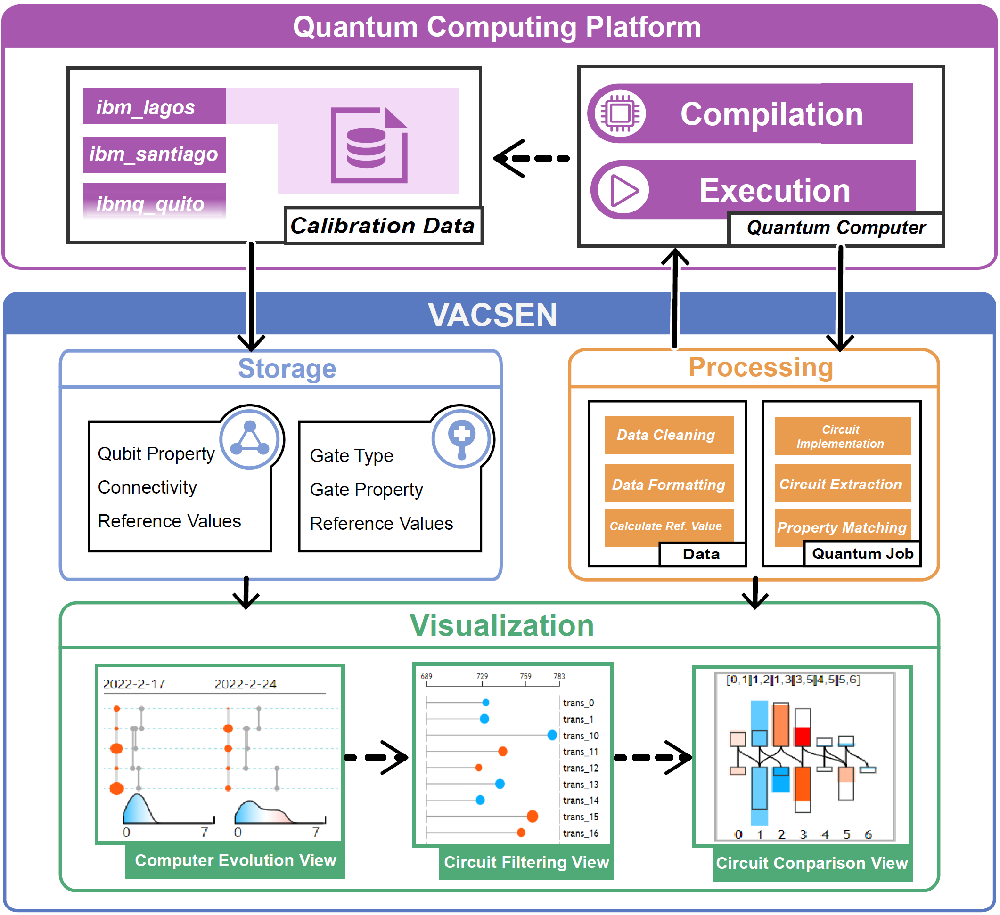 Quantum Computing Platform
ibm_lagos
ibm_santiago
ibmq_quito
Calibration Data
Compilation
Execution
Quantum Computer
VACSEN
Storage
Qubit Property
Connectivity
Reference Values
Gate Type
Gate Property
Reference Values
Processing
Data Cleaning
Data Formatting
Calculate Ref. Value
Data
Circuit
Implementation
Circuit Extraction
Property Matching
Quantum Job
Visualization
2022-2-17 2022-2-24
0 7 0 7
Computer Evolution View
689 729 759 783
trans_0
trans_1
trans_10
trans_11
trans_12
trans_13
trans_14
trans_15
trans_16
Circuit Filtering View
[0,1][1,2][1,3][3,5][4,5][5,6]
0 1 2 3 4 5 6
Circuit Conparison View